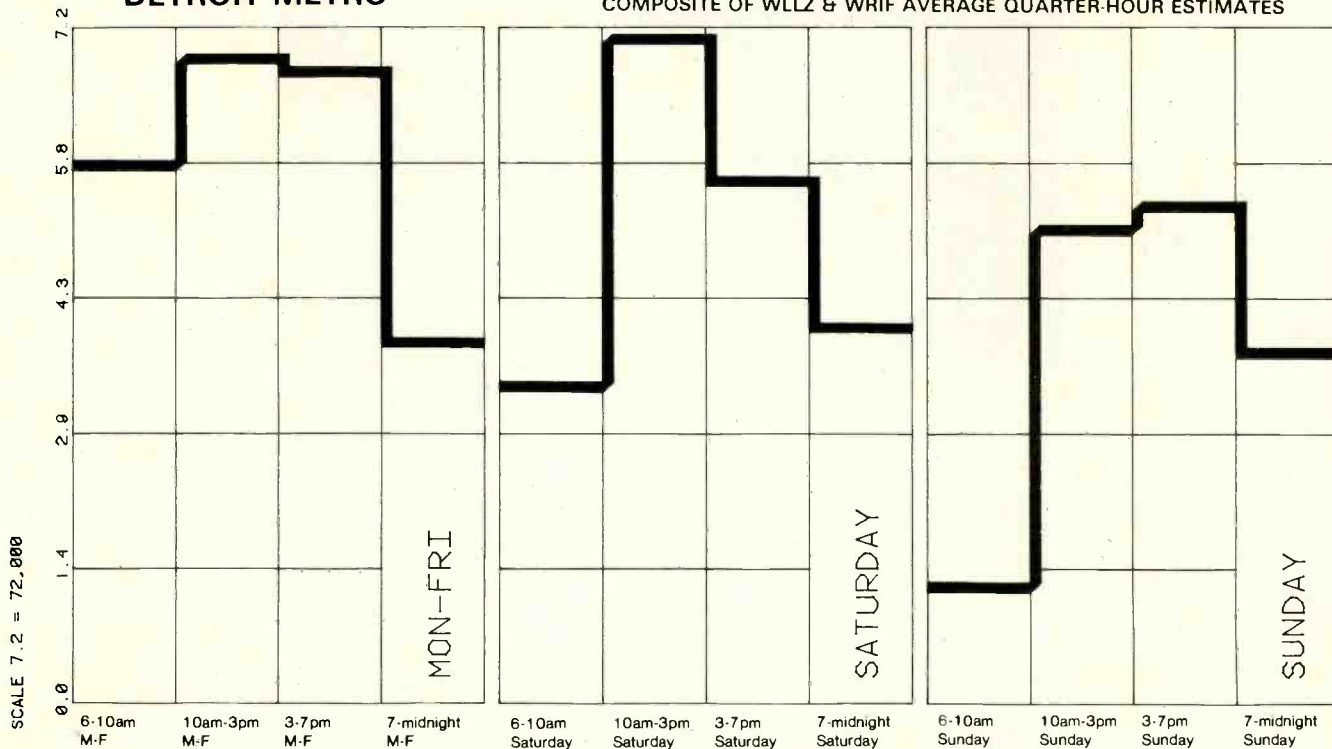 DETROIT METRO
COMPOSITE OF WLLZ & WRIF AVERAGE QUARTER-HOUR ESTIMATES
7.2
5.8
4.3
2.9
1.4
0.0
SCALE 7.2 = 72,000
MON-FRI
SATURDAY
SUNDAY
6-10am M-F
10am-3pm M-F
3-7pm M-F
7-midnight M-F
6-10am Saturday
10am-3pm Saturday
3-7pm Saturday
7-midnight Saturday
6-10am Sunday
10am-3pm Sunday
3-7pm Sunday
7-midnight Sunday